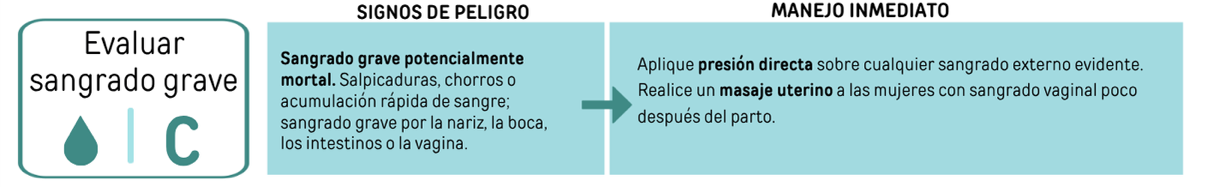 SIGNOS DE PELIGRO
MANEJO INMEDIATO
Evaluar
sangrado grave
C
Sangrado grave potencialmente
mortal. Salpicaduras, chorros o
acumulación rápida de sangre;
sangrado grave por la nariz, la boca,
los intestinos o la vagina.
Aplique presión directa sobre cualquier sangrado externo evidente.
Realice un masaje uterino a las mujeres con sangrado vaginal poco
después del parto.